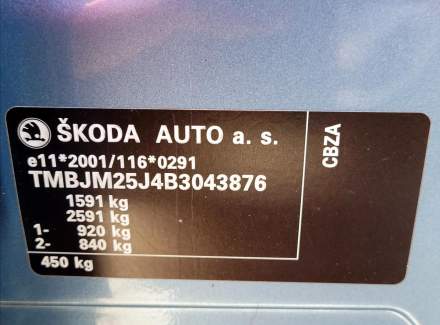 ŠKODA AUTO a. s.
e11*2001/116*0291
TMBJM25J4B3043876
1591 kg
2591 kg
1- 920 kg
2- 840 kg
450 kg
CBZA